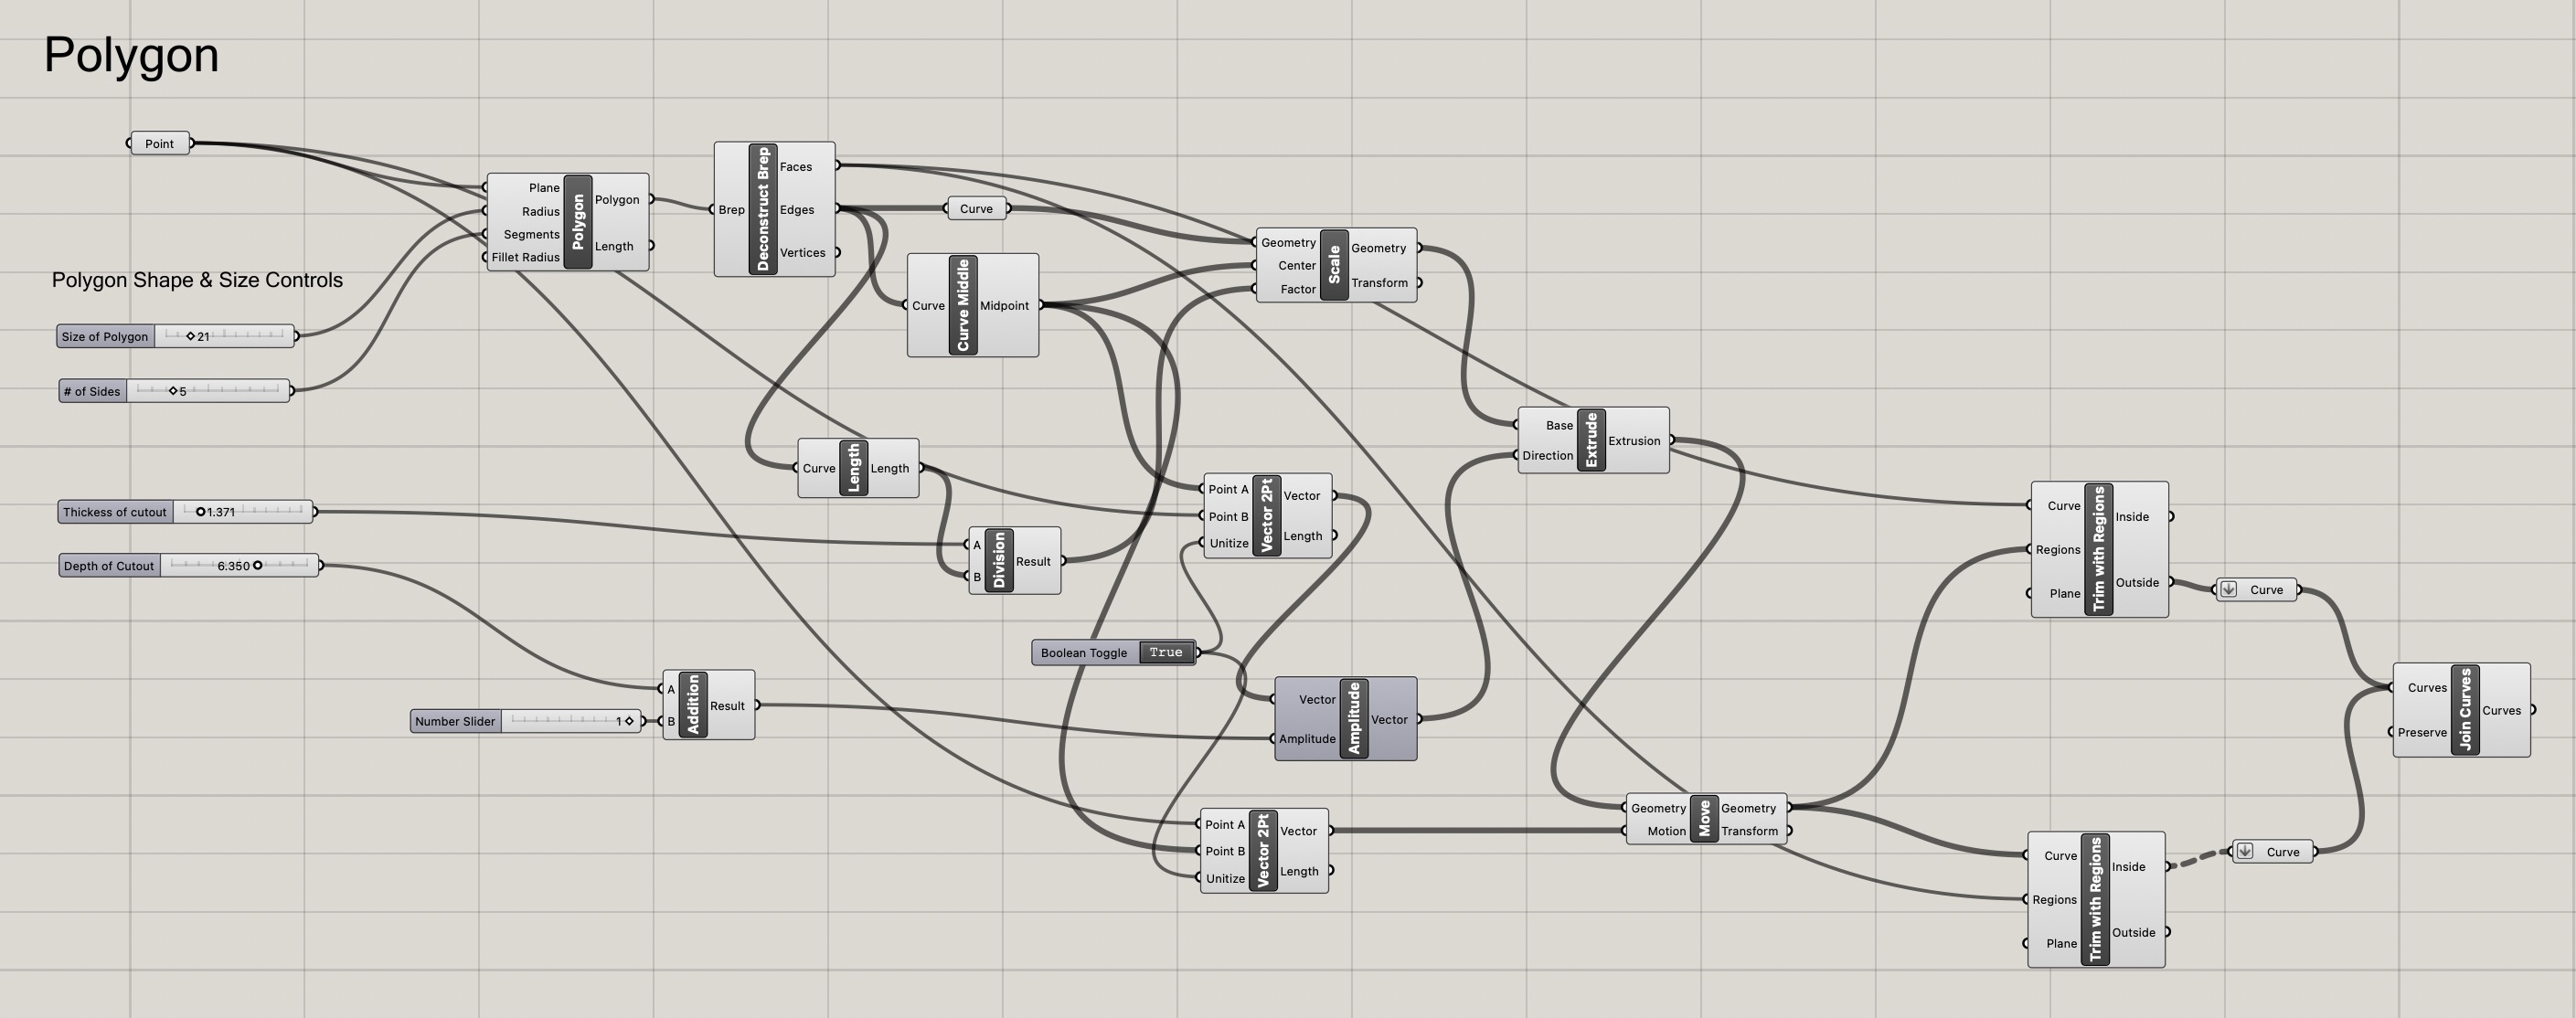 Polygon
Point
Plane
Radius
Segments
Fillet Radius
Polygon
Polygon
Length
Brep
Deconstruct Brep
Faces
Edges
Vertices
Curve
Curve
Curve Middle
Midpoint
Geometry
Center
Factor
Scale
Geometry
Transform
Polygon Shape & Size Controls
Size of Polygon
21
# of Sides
5
Curve
Length
Length
Base
Direction
Extrude
Extrusion
Thickess of cutout
1.371
Depth of Cutout
6.350
A
B
Division
Result
Point A
Point B
Unitize
Vector 2Pt
Vector
Length
Curve
Regions
Plane
Trim with Regions
Inside
Outside
Curve
Boolean Toggle
True
Number Slider
1
A
B
Addition
Result
Vector
Amplitude
Amplitude
Vector
Curves
Preserve
Join Curves
Curves
Point A
Point B
Unitize
Vector 2Pt
Vector
Length
Geometry
Motion
Move
Geometry
Transform
Curve
Regions
Plane
Trim with Regions
Inside
Outside
Curve